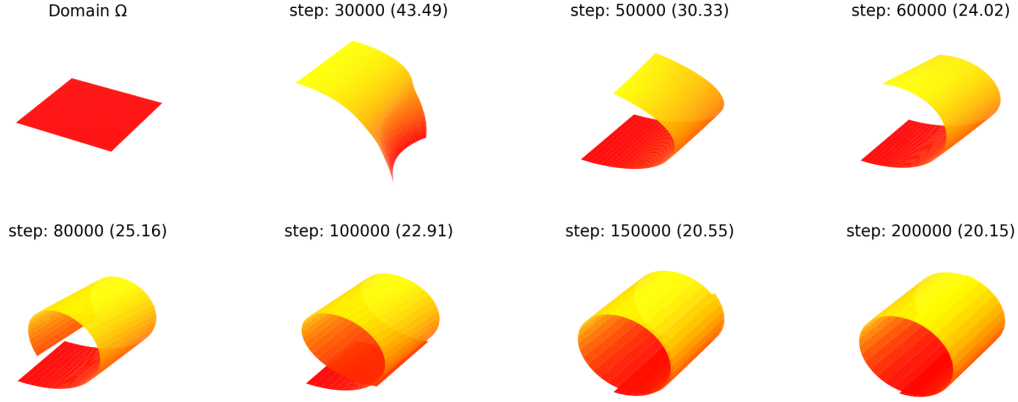 Domain Ω
step: 30000 (43.49)
step: 50000 (30.33)
step: 60000 (24.02)
step: 80000 (25.16)
step: 100000 (22.91)
step: 150000 (20.55)
step: 200000 (20.15)